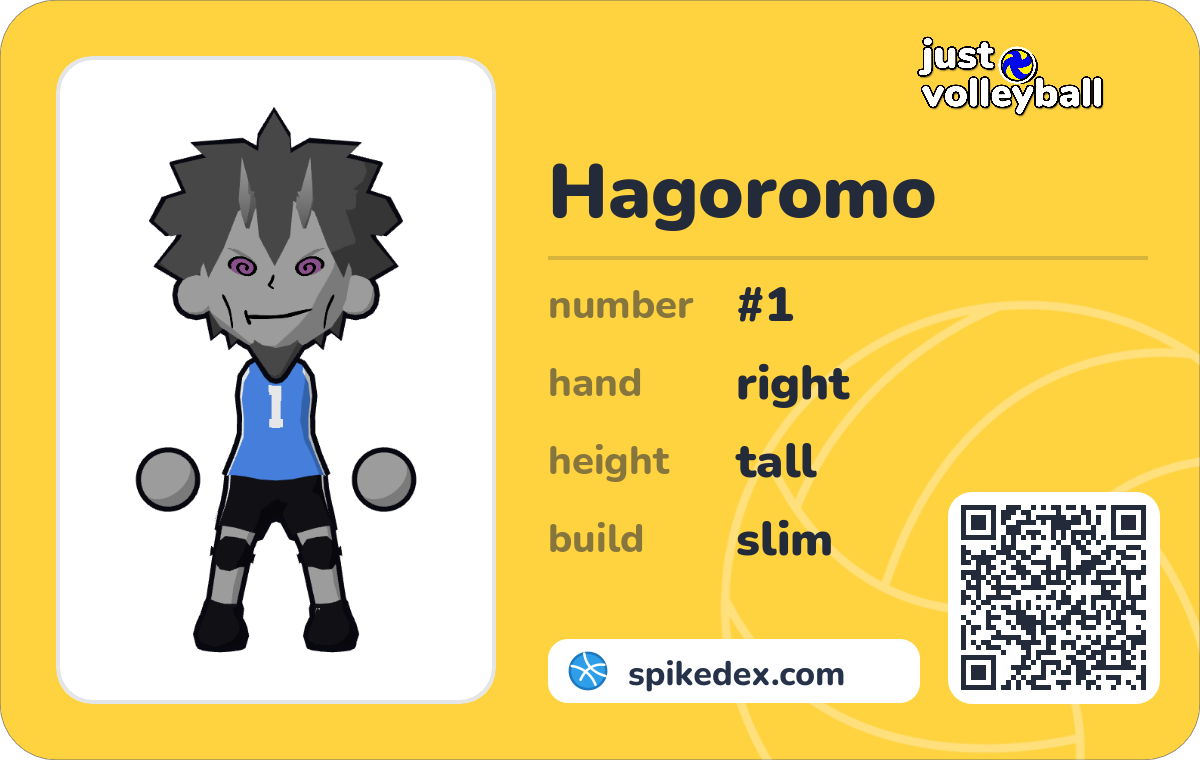 just
volleyball
Hagoromo
number #1
hand right
height tall
build slim
1
spikedex.com